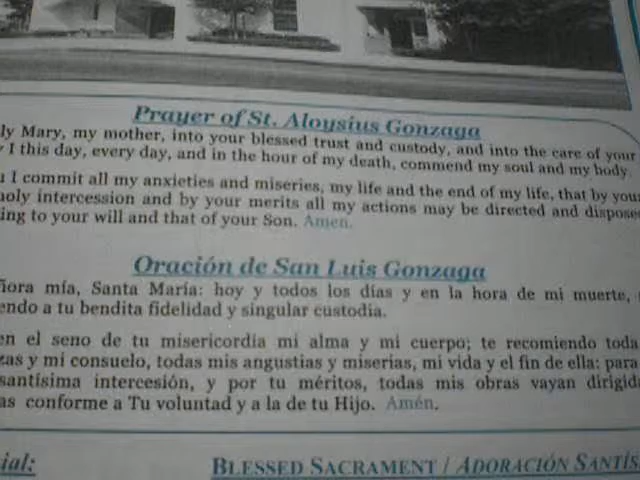 Prayer of St. Aloysius Gonzaga
ly Mary, my mother, into your blessed trust and custody, and into the care of your
I this day, every day, and in the hour of my death, commend my soul and my body.
I commit all my anxieties and miseries, my life and the end of my life, that by your
holy intercession and by your merits all my actions may be directed and dispose
ing to your will and that of your Son. Amen.
Oración de San Luis Gonzaga
ñora mía, Santa María: hoy y todos los días y en la hora de mi muerte,
endo a tu bendita fidelidad y singular custodia.
en el seno de tu misericordia mi alma y mi cuerpo; te recomiendo toda
zas y mi consuelo, todas mis angustias y miserias, mi vida y el fin de ella: para
santísima intercesión, y por tu méritos, todas mis obras vayan dirigida
as conforme a Tu voluntad y a la de tu Hijo. Amén.
ial:
BLESSED SACRAMENT / ADORACIÓN SANTÍS